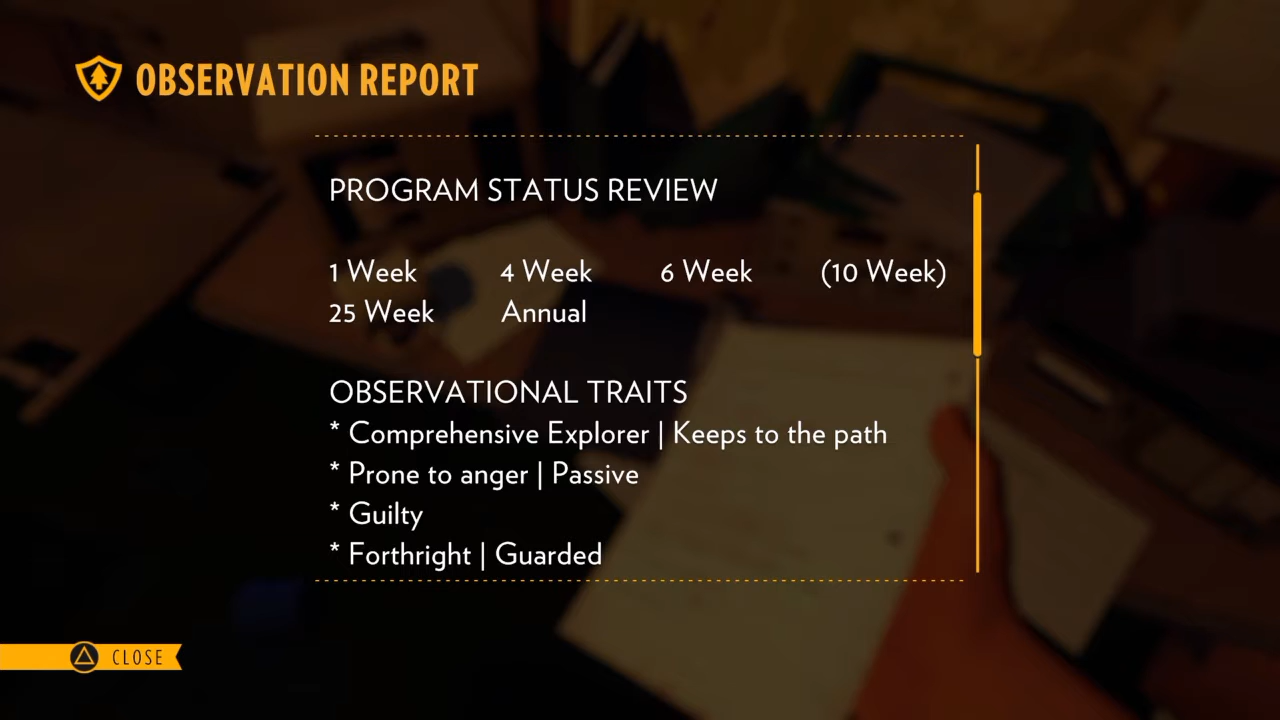 OBSERVATION REPORT
PROGRAM STATUS REVIEW
1 Week 4 Week 6 Week (10 Week)
25 Week Annual
OBSERVATIONAL TRAITS
* Comprehensive Explorer | Keeps to the path
* Prone to anger | Passive
* Guilty
* Forthright | Guarded
CLOSE